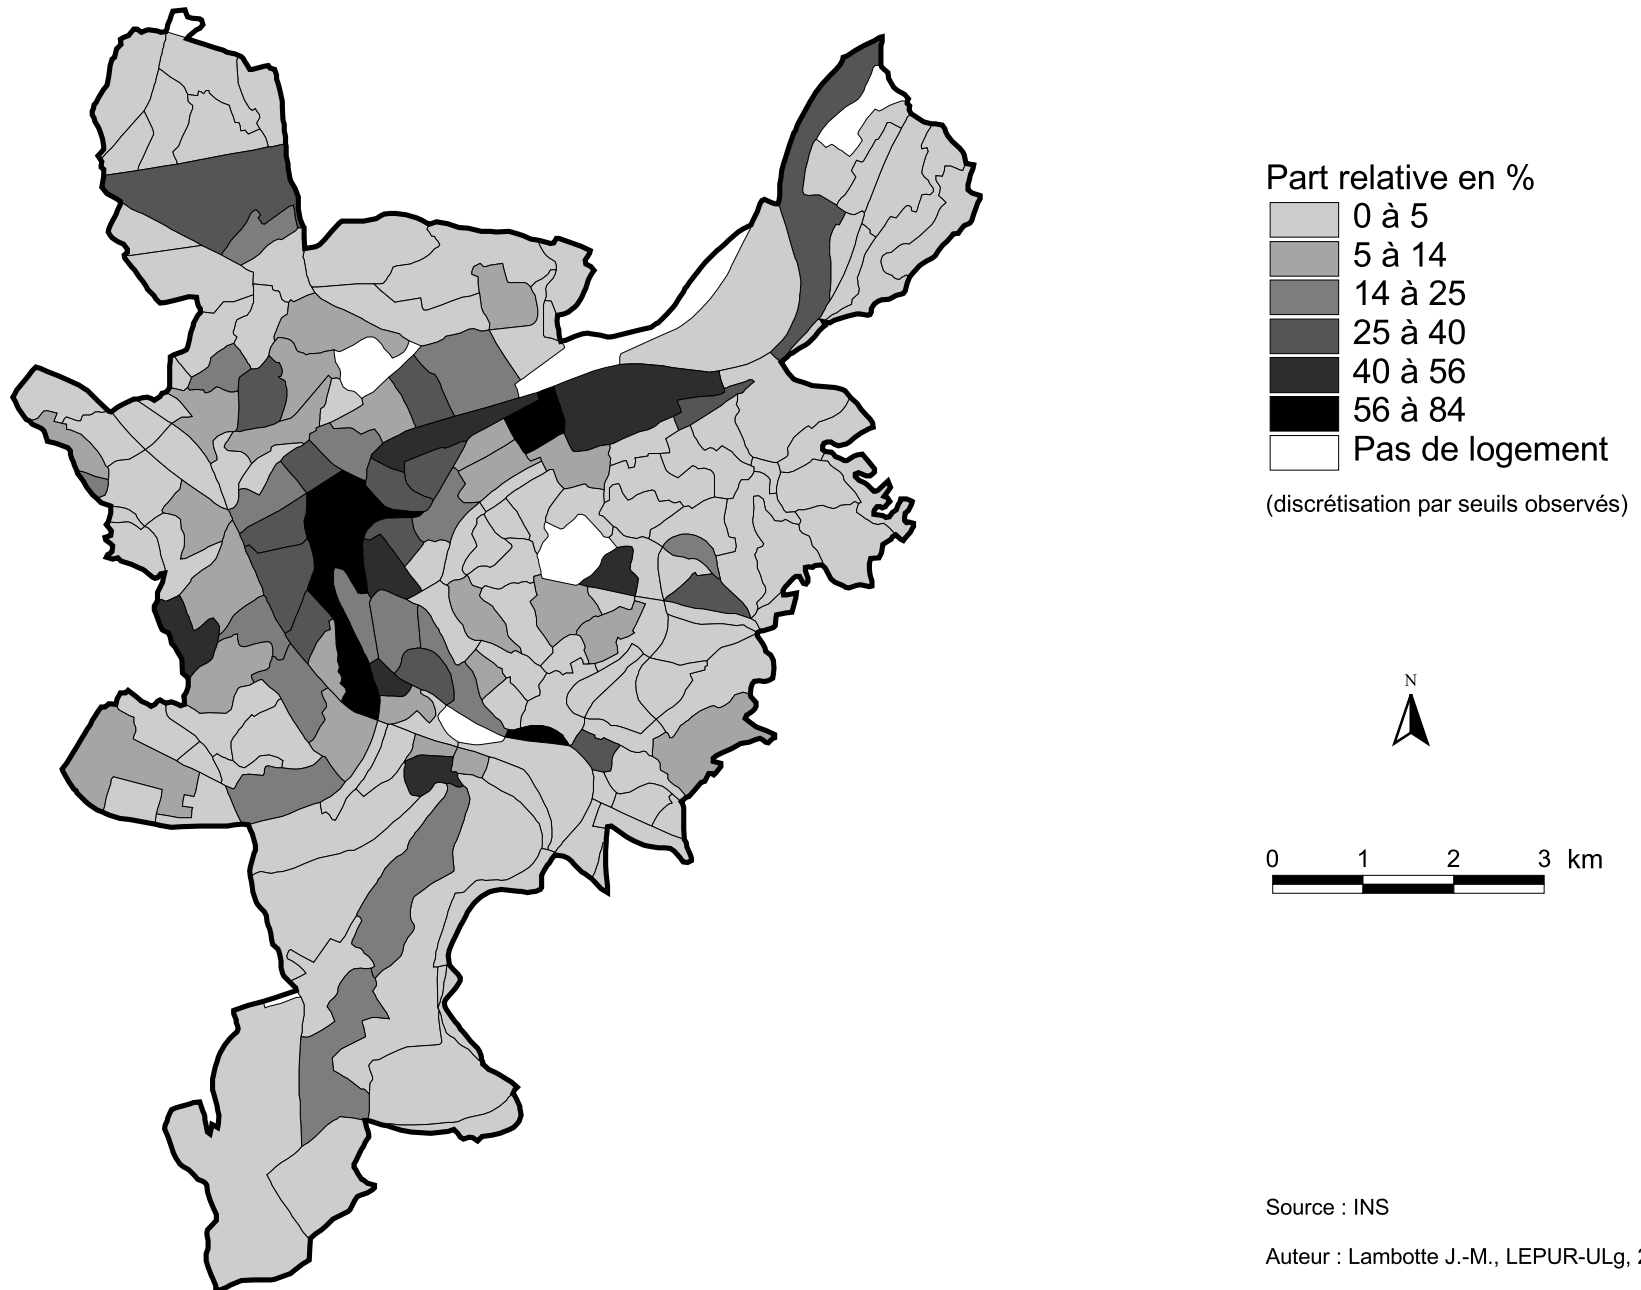 Part relative en %
0 à 5
5 à 14
14 à 25
25 à 40
40 à 56
56 à 84
Pas de logement
(discrétisation par seuils observés)
N
0 1 2 3 km
Source : INS
Auteur : Lambotte J.-M., LEPUR-ULg,